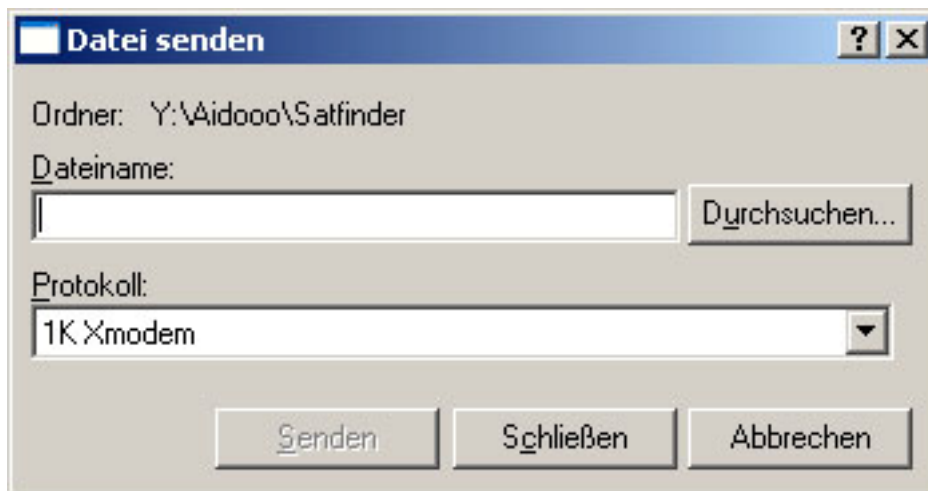 Datei senden
Ordner: Y:\Aidooo\Satfinder
Dateiname:
Durchsuchen...
Protokoll:
1K Xmodem
Senden Schließen Abbrechen